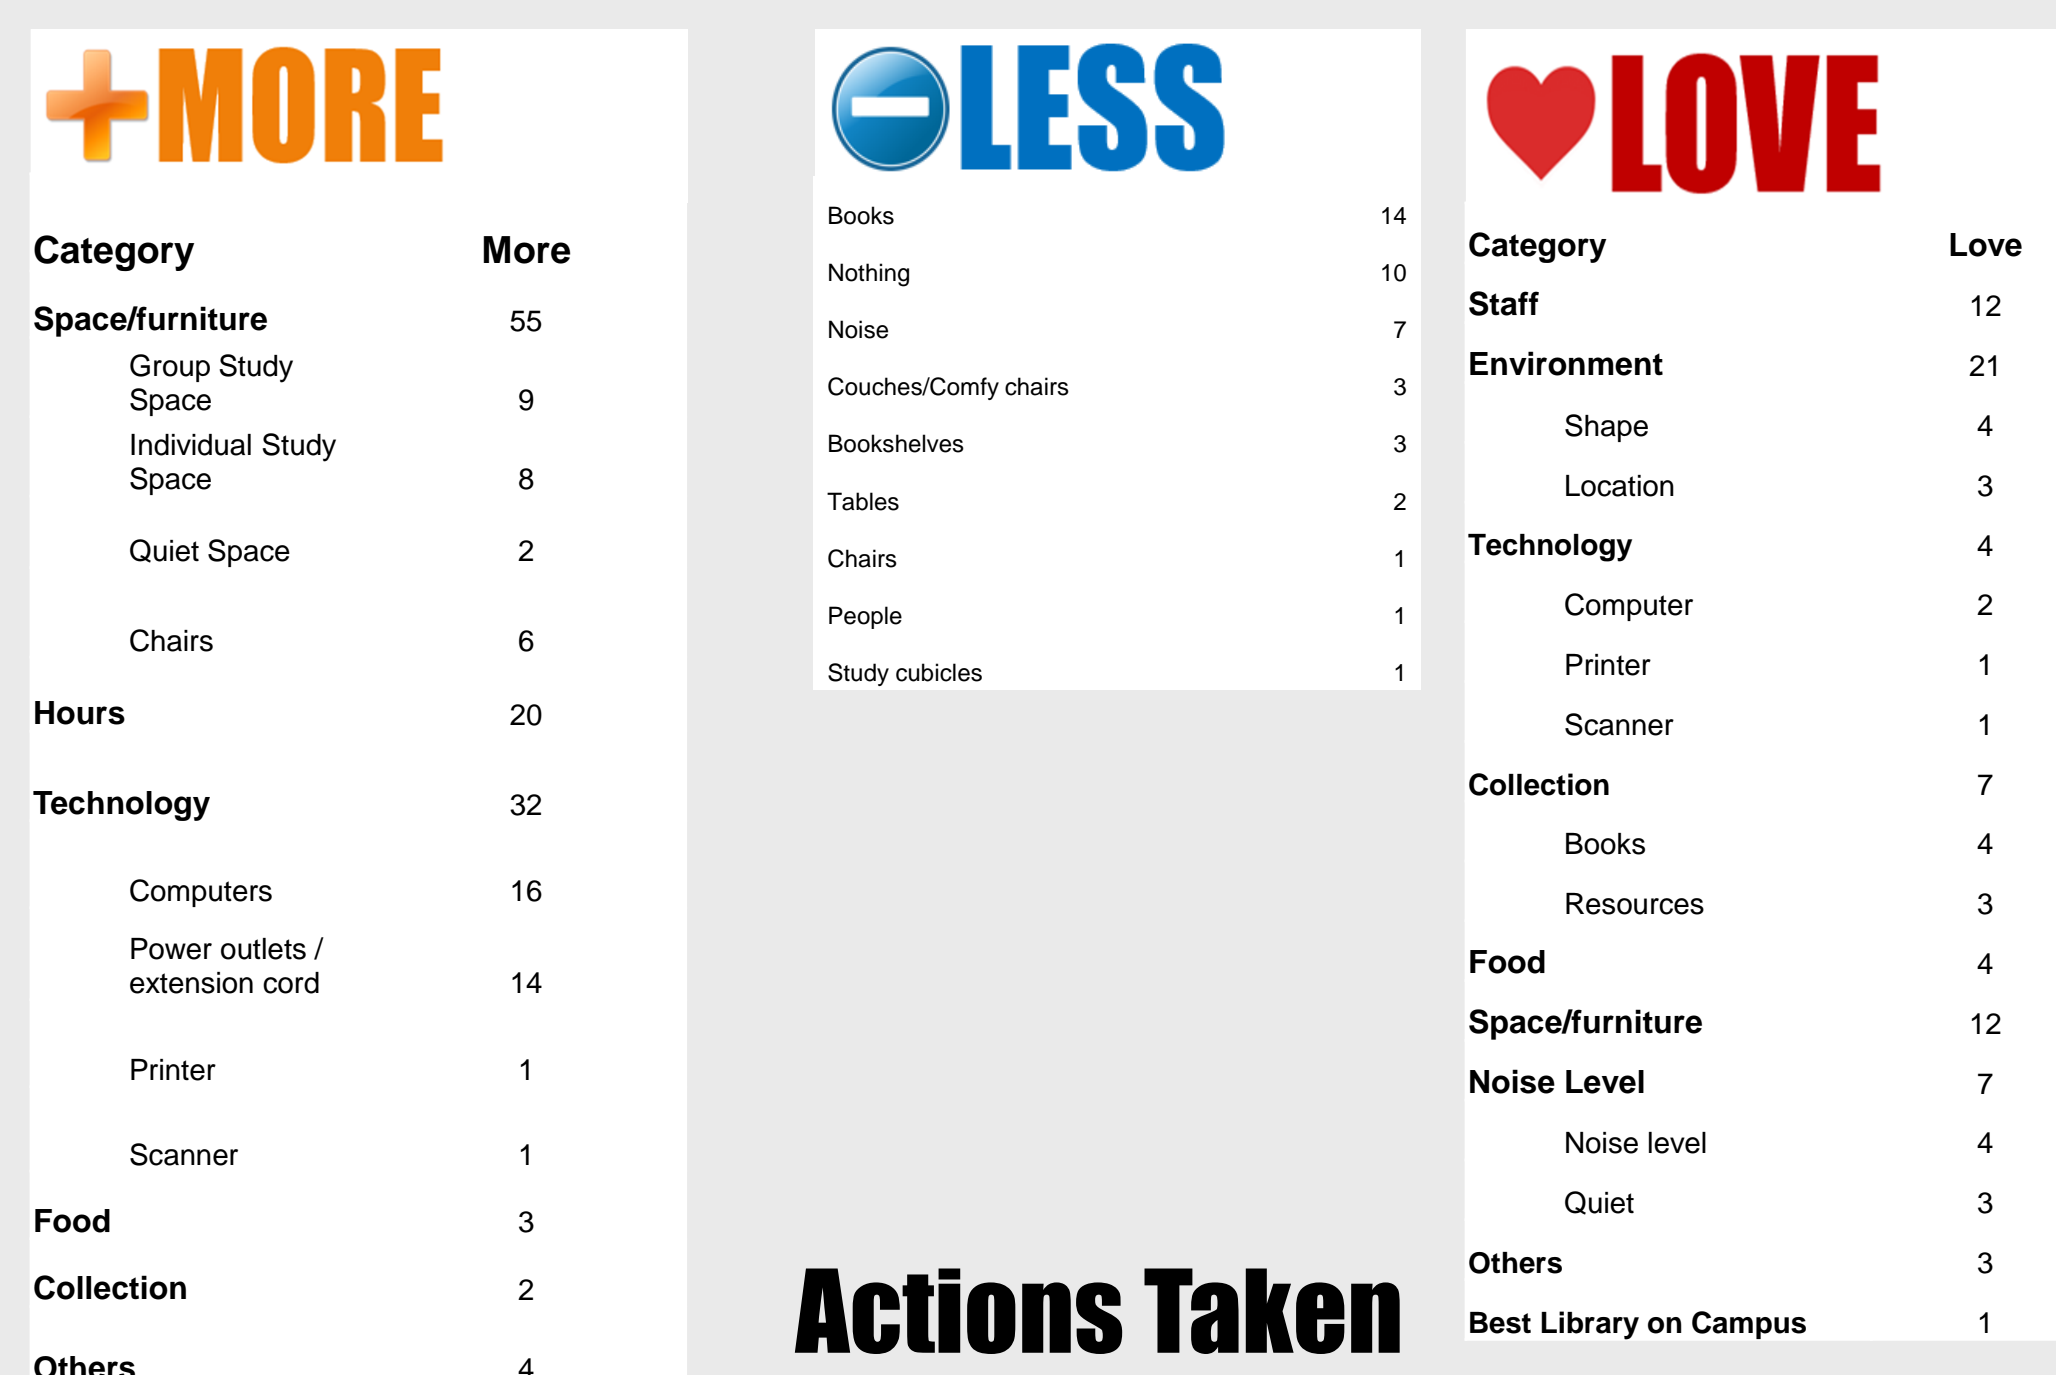 MORE
Category More
Space/furniture 55
Group Study
Space 9
Individual Study
Space 8
Quiet Space 2
Chairs 6
Hours 20
Technology 32
Computers 16
Power outlets /
extension cord 14
Printer 1
Scanner 1
Food 3
Collection 2
Others 4
LESS
Books 14
Nothing 10
Noise 7
Couches/Comfy chairs 3
Bookshelves 3
Tables 2
Chairs 1
People 1
Study cubicles 1
Actions Taken
LOVE
Category Love
Staff 12
Environment 21
Shape 4
Location 3
Technology 4
Computer 2
Printer 1
Scanner 1
Collection 7
Books 4
Resources 3
Food 4
Space/furniture 12
Noise Level 7
Noise level 4
Quiet 3
Others 3
Best Library on Campus 1